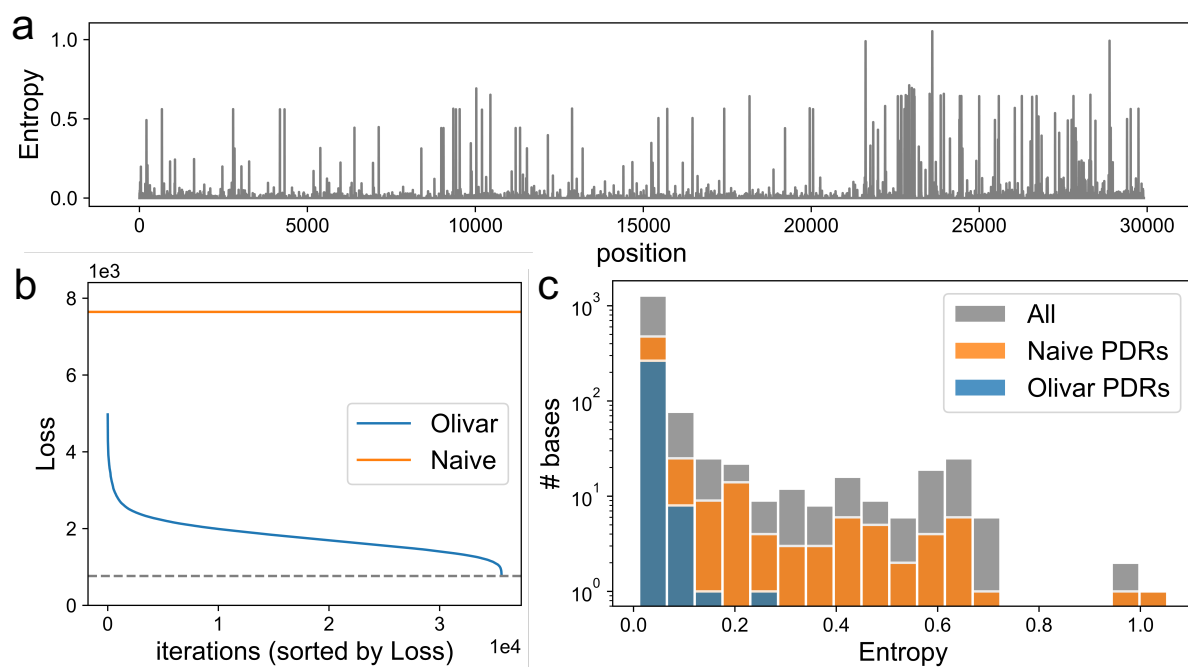 a
Entropy
1.0
0.5
0.0
0 5000 10000 15000 20000 25000 30000
position
b
1e3
Loss
8
6
4
2
0
Olivar
Naive
0 1 2 3
1e4
iterations (sorted by Loss)
c
# bases
10³
10²
10¹
10⁰
All
Naive PDRs
Olivar PDRs
0.0 0.2 0.4 0.6 0.8 1.0
Entropy